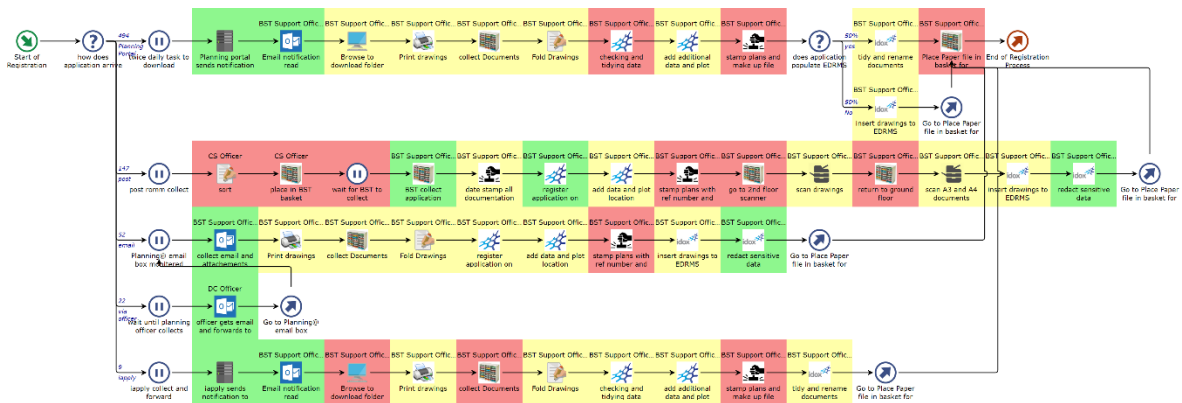 BST Support Offic.. BST Support Offic.. BST Support Offic.. BST Support Offic.. BST Support Offic.. BST Support Offic.. BST Support Offic.. BST Support Offic.. BST Support Offic.. BST Support Offic..
494
Planning
Portal
50%
yes
Start of
Registration
how does
application arrive
twice daily task to
download
Planning portal
sends notification
Email notification
read
Browse to
download folder
Print drawings
collect Documents
Fold Drawings
checking and
tidying data
add additional
data and plot
stamp plans and
make up file
does application
populate EDRMS
tidy and rename
documents
Place Paper file in
basket for
End of Registration
Process
BST Support Offic..
50%
No
insert drawings to
EDRMS
Go to Place Paper
file in basket for
CS Officer CS Officer BST Support Offic.. BST Support Offic.. BST Support Offic.. BST Support Offic.. BST Support Offic.. BST Support Offic.. BST Support Offic.. BST Support Offic.. BST Support Offic.. BST Support Offic.. BST Support Offic..
147
post
post romm collect
sort
place in BST
basket
wait for BST to
collect
BST collect
application
date stamp all
documentation
register
application on
add data and plot
location
stamp plans with
ref number and
go to 2nd floor
scanner
scan drawings
return to ground
floor
scan A3 and A4
documents
insert drawings to
EDRMS
redact sensitive
data
Go to Place Paper
file in basket for
BST Support Offic.. BST Support Offic.. BST Support Offic.. BST Support Offic.. BST Support Offic.. BST Support Offic.. BST Support Offic.. BST Support Offic.. BST Support Offic..
52
email
Planning@ email
box monitored
collect email and
attachements
Print drawings
collect Documents
Fold Drawings
register
application on
add data and plot
location
stamp plans with
ref number and
insert drawings to
EDRMS
redact sensitive
data
Go to Place Paper
file in basket for
DC Officer
22
via
officer
wait until planning
officer collects
officer gets email
and forwards to
Go to Planning@
email box
BST Support Offic.. BST Support Offic.. BST Support Offic.. BST Support Offic.. BST Support Offic.. BST Support Offic.. BST Support Offic.. BST Support Offic.. BST Support Offic..
9
iapply
iapply collect and
forward
iapply sends
notification to
Email notification
read
Browse to
download folder
Print drawings
collect Documents
Fold Drawings
checking and
tidying data
add additional
data and plot
stamp plans and
make up file
tidy and rename
documents
Go to Place Paper
file in basket for